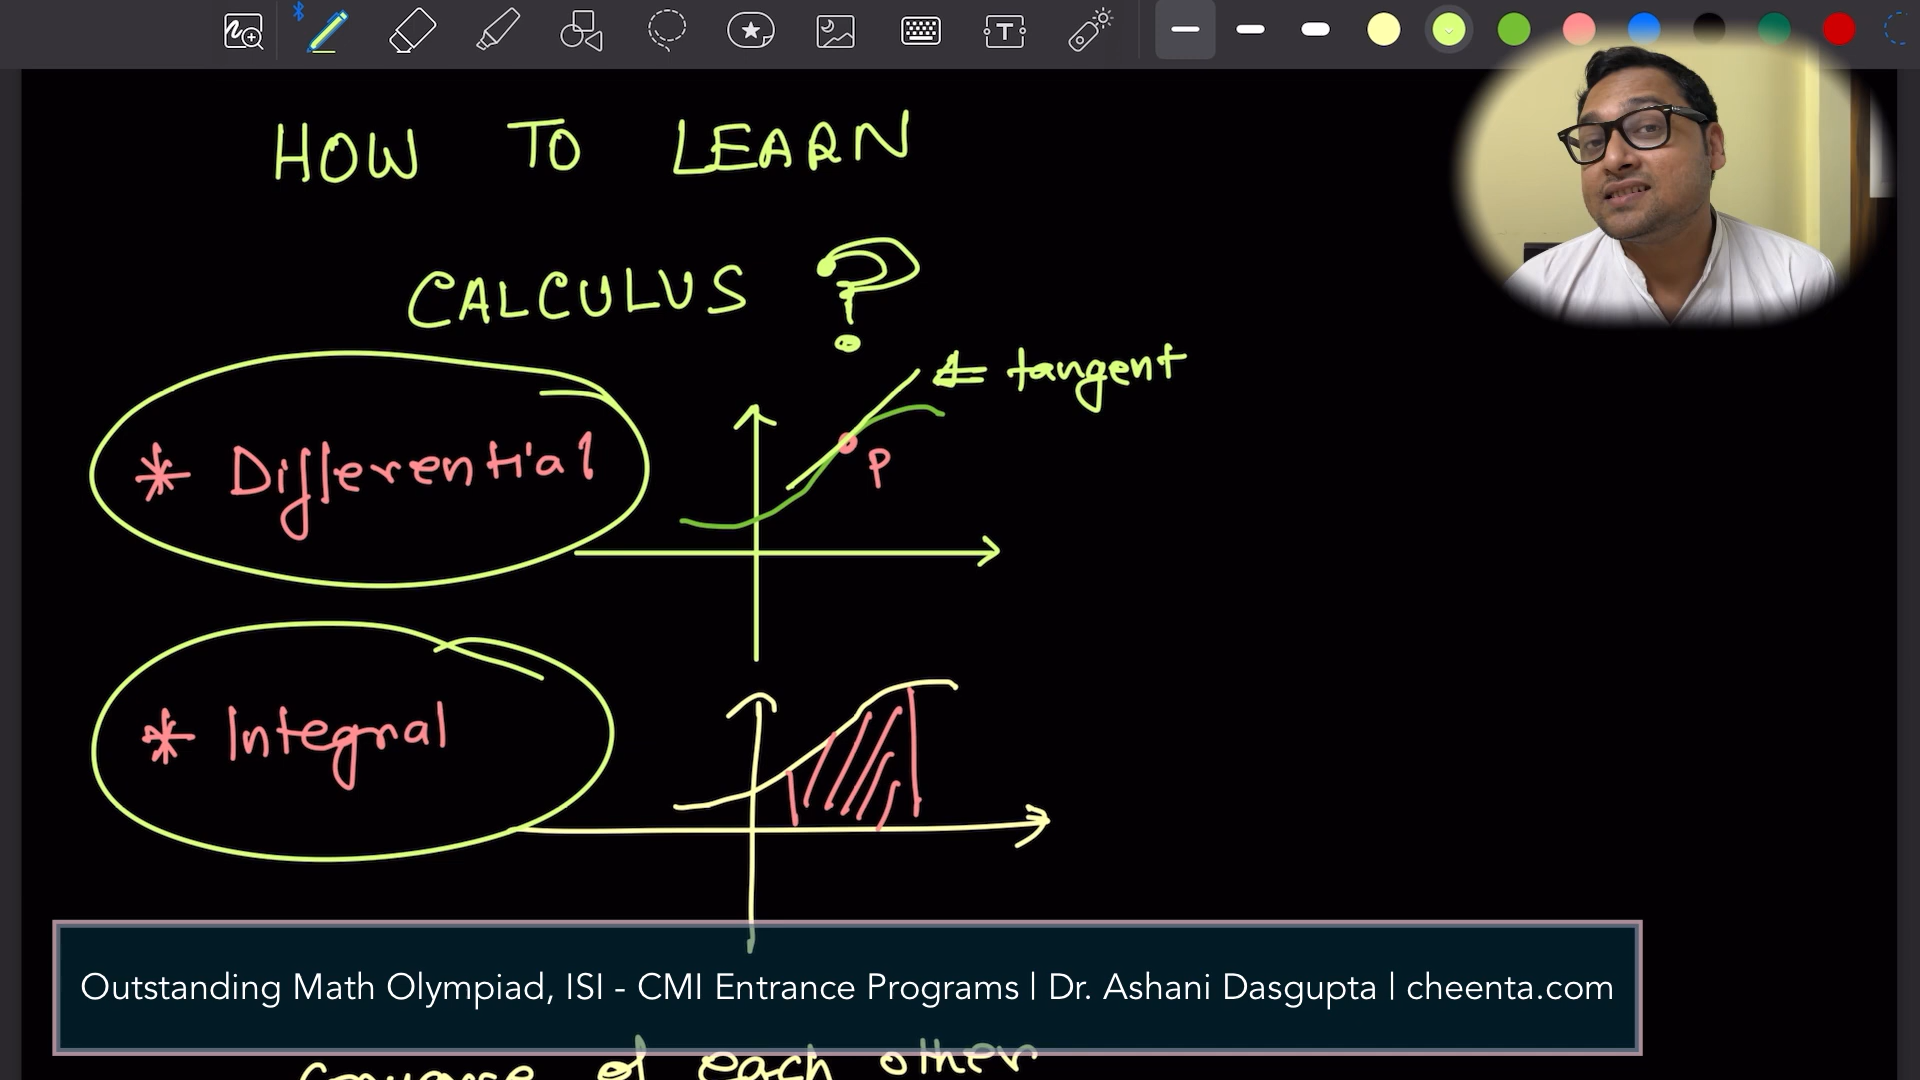 HOW TO LEARN
CALCULUS ?
tangent
* Differential
P
* Integral
Outstanding Math Olympiad, ISI - CMI Entrance Programs | Dr. Ashani Dasgupta | cheenta.com
of each other
T